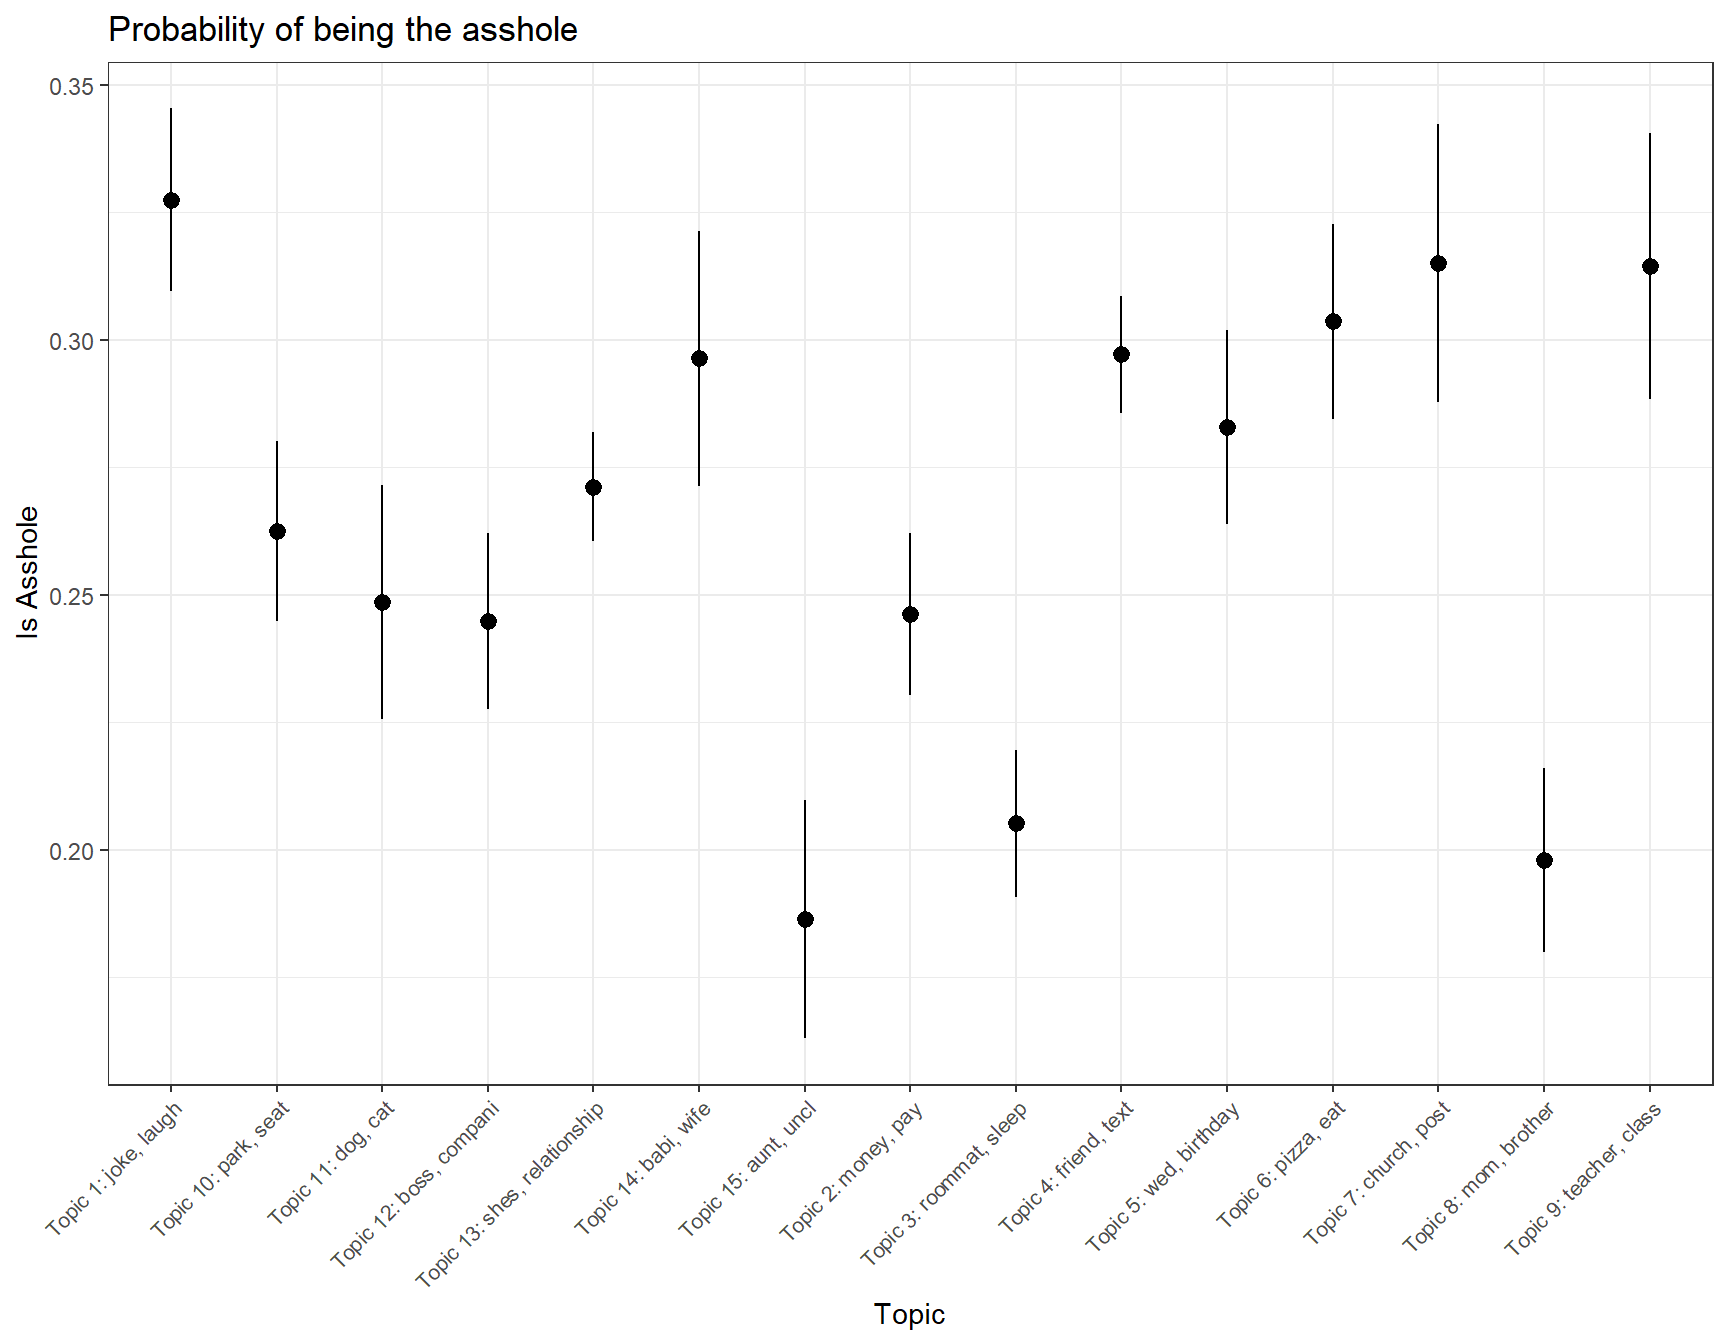 Probability of being the asshole
Is Asshole
0.35
0.30
0.25
0.20
Topic 1: joke, laugh
Topic 10: park, seat
Topic 11: dog, cat
Topic 12: boss, compani
Topic 13: shes, relationship
Topic 14: babi, wife
Topic 15: aunt, uncl
Topic 2: money, pay
Topic 3: roommat, sleep
Topic 4: friend, text
Topic 5: wed, birthday
Topic 6: pizza, eat
Topic 7: church, post
Topic 8: mom, brother
Topic 9: teacher, class
Topic